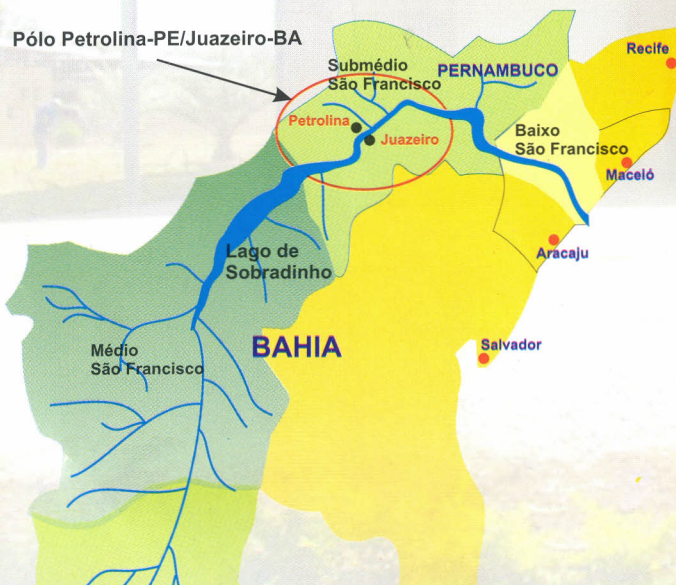 Pólo Petrolina-PE/Juazeiro-BA
Recife
Submédio
São Francisco
PERNAMBUCO
Petrolina
Juazeiro
Baixo
São Francisco
Maceió
Aracaju
Lago de
Sobradinho
BAHIA
Salvador
Médio
São Francisco